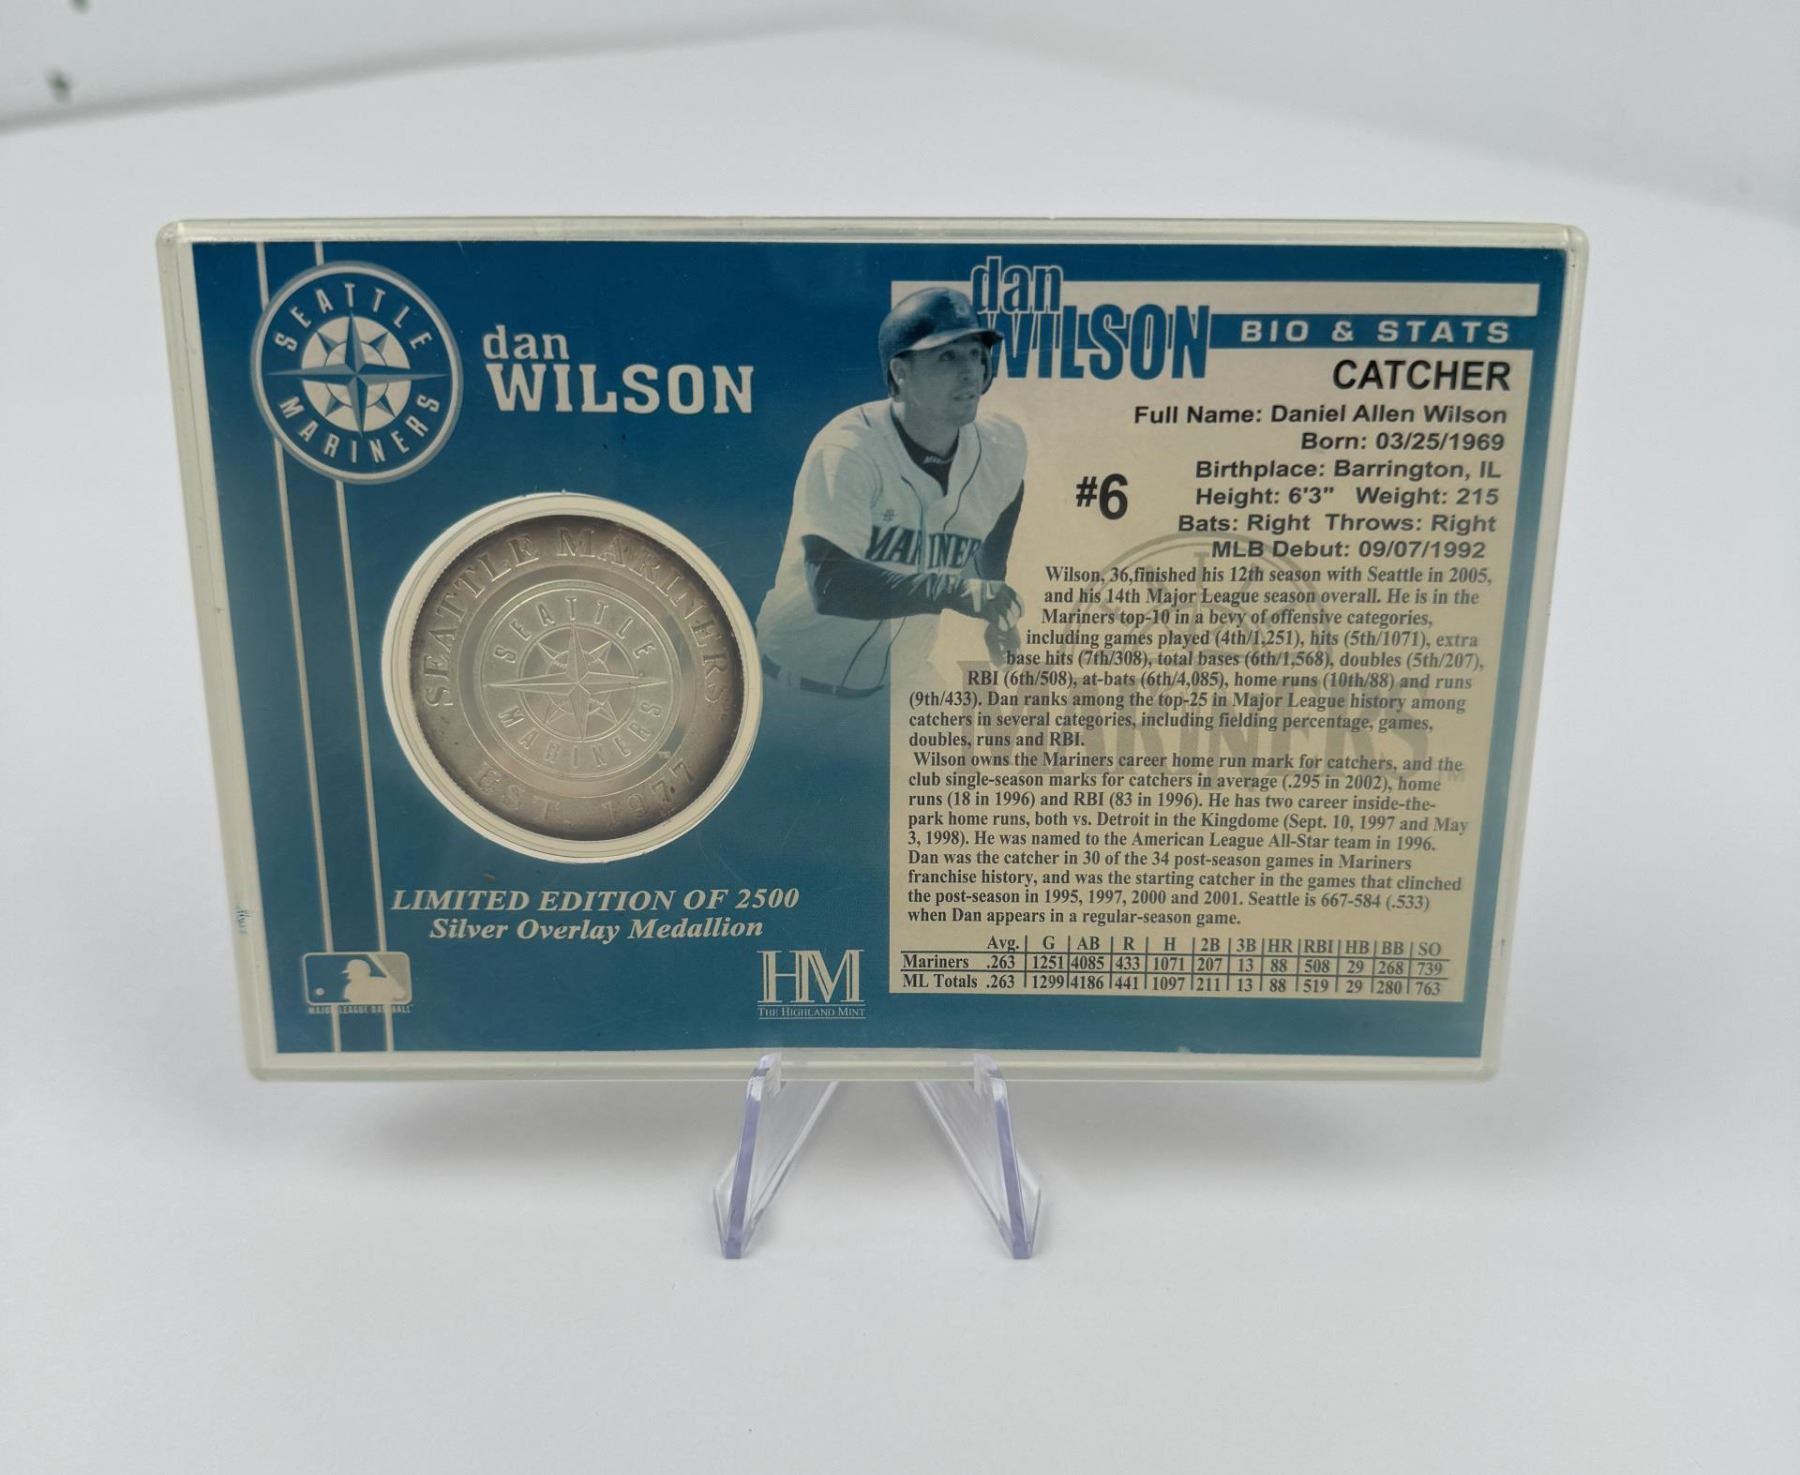 SEATTLE
MARINERS
dan
WILSON
SEATTLE MARINERS
SEATTLE
MARINERS
EST. 1977
LIMITED EDITION OF 2500
Silver Overlay Medallion
MAJOR LEAGUE BASEBALL
HM
THE HIGHLAND MINT
dan
WILSON BIO & STATS
CATCHER
Full Name: Daniel Allen Wilson
Born: 03/25/1969
Birthplace: Barrington, IL
#6
Height: 6'3" Weight: 215
Bats: Right Throws: Right
MLB Debut: 09/07/1992
MARINERS
Wilson, 36,finished his 12th season with Seattle in 2005,
and his 14th Major League season overall. He is in the
Mariners top-10 in a bevy of offensive categories,
including games played (4th/1,251), hits (5th/1071), extra
base hits (7th/308), total bases (6th/1,568), doubles (5th/207),
RBI (6th/508), at-bats (6th/4,085), home runs (10th/88) and runs
(9th/433). Dan ranks among the top-25 in Major League history among
catchers in several categories, including fielding percentage, games,
doubles, runs and RBI.
Wilson owns the Mariners career home run mark for catchers, and the
club single-season marks for catchers in average (.295 in 2002), home
runs (18 in 1996) and RBI (83 in 1996). He has two career inside-the-
park home runs, both vs. Detroit in the Kingdome (Sept. 10, 1997 and May
3, 1998). He was named to the American League All-Star team in 1996.
Dan was the catcher in 30 of the 34 post-season games in Mariners
franchise history, and was the starting catcher in the games that clinched
the post-season in 1995, 1997, 2000 and 2001. Seattle is 667-584 (.533)
when Dan appears in a regular-season game.
MARINERS
Avg. G AB R H 2B 3B HR RBI HB BB SO
Mariners .263 1251 4085 433 1071 207 13 88 508 29 268 739
ML Totals .263 1299 4186 441 1097 211 13 88 519 29 280 763